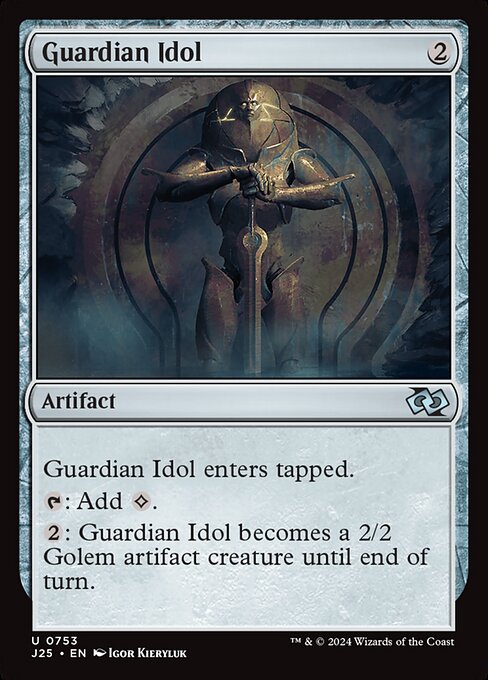 Guardian Idol 2
Artifact
Guardian Idol enters tapped.
: Add .
2: Guardian Idol becomes a 2/2
Golem artifact creature until end of
turn.
U 0753
J25 • EN Igor Kieryluk
™ & © 2024 Wizards of the Coast